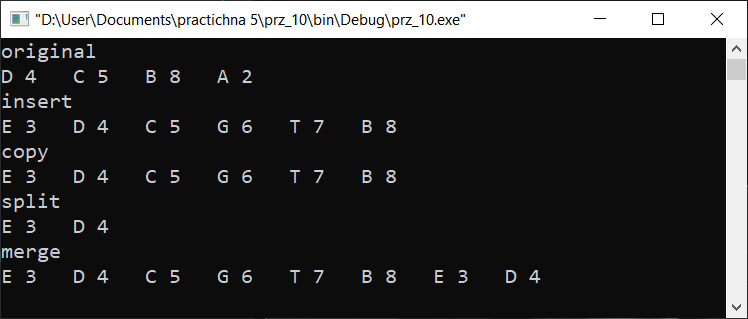 "D:\User\Documents\practichna 5\prz_10\bin\Debug\prz_10.exe"
original
D 4   C 5   B 8   A 2
insert
E 3   D 4   C 5   G 6   T 7   B 8
copy
E 3   D 4   C 5   G 6   T 7   B 8
split
E 3   D 4
merge
E 3   D 4   C 5   G 6   T 7   B 8   E 3   D 4